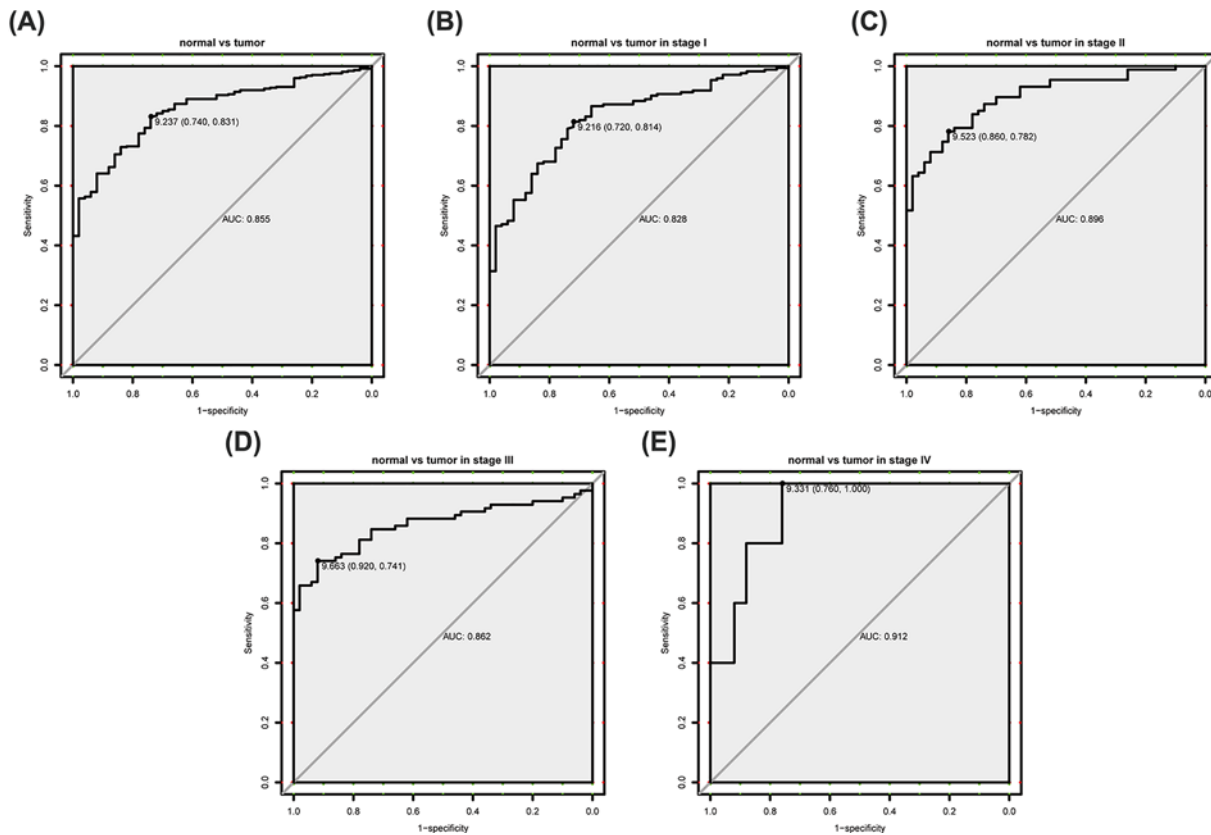 (A)
normal vs tumor
1.0
0.8
0.6
0.4
0.2
0.0
Sensitivity
9.237 (0.740, 0.831)
AUC: 0.855
1.0 0.8 0.6 0.4 0.2 0.0
1-specificity
(B)
normal vs tumor in stage I
1.0
0.8
0.6
0.4
0.2
0.0
Sensitivity
9.216 (0.720, 0.814)
AUC: 0.828
1.0 0.8 0.6 0.4 0.2 0.0
1-specificity
(C)
normal vs tumor in stage II
1.0
0.8
0.6
0.4
0.2
0.0
Sensitivity
9.523 (0.860, 0.782)
AUC: 0.896
1.0 0.8 0.6 0.4 0.2 0.0
1-specificity
(D)
normal vs tumor in stage III
1.0
0.8
0.6
0.4
0.2
0.0
Sensitivity
9.663 (0.920, 0.741)
AUC: 0.862
1.0 0.8 0.6 0.4 0.2 0.0
1-specificity
(E)
normal vs tumor in stage IV
1.0
0.8
0.6
0.4
0.2
0.0
Sensitivity
9.331 (0.760, 1.000)
AUC: 0.912
1.0 0.8 0.6 0.4 0.2 0.0
1-specificity